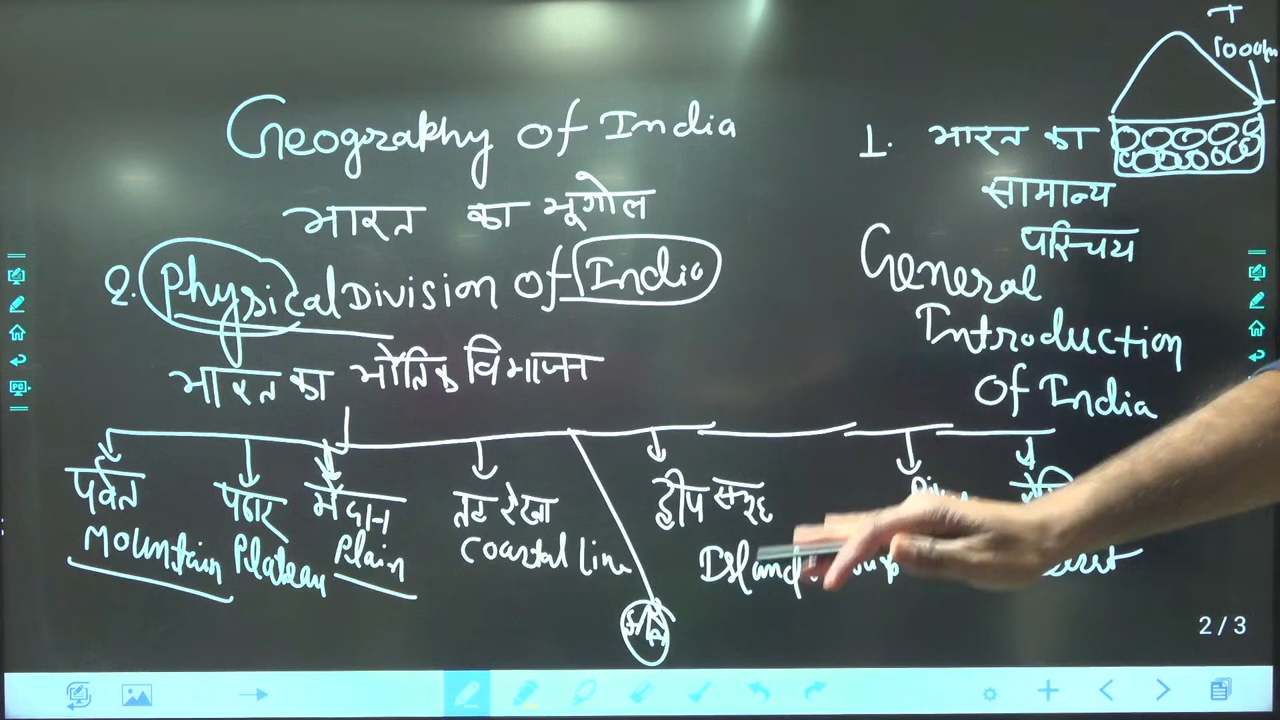 Geography of India
भारत का भूगोल
2. Physical Division of India
भारत का भौतिक विभाजन
पर्वत
Mountain
पठार
Plateau
मैदान
Plain
तट रेखा
Coastal Line
द्वीप समूह
Island
1. भारत का
सामान्य
परिचय
General
Introduction
Of India
1000m
2/3